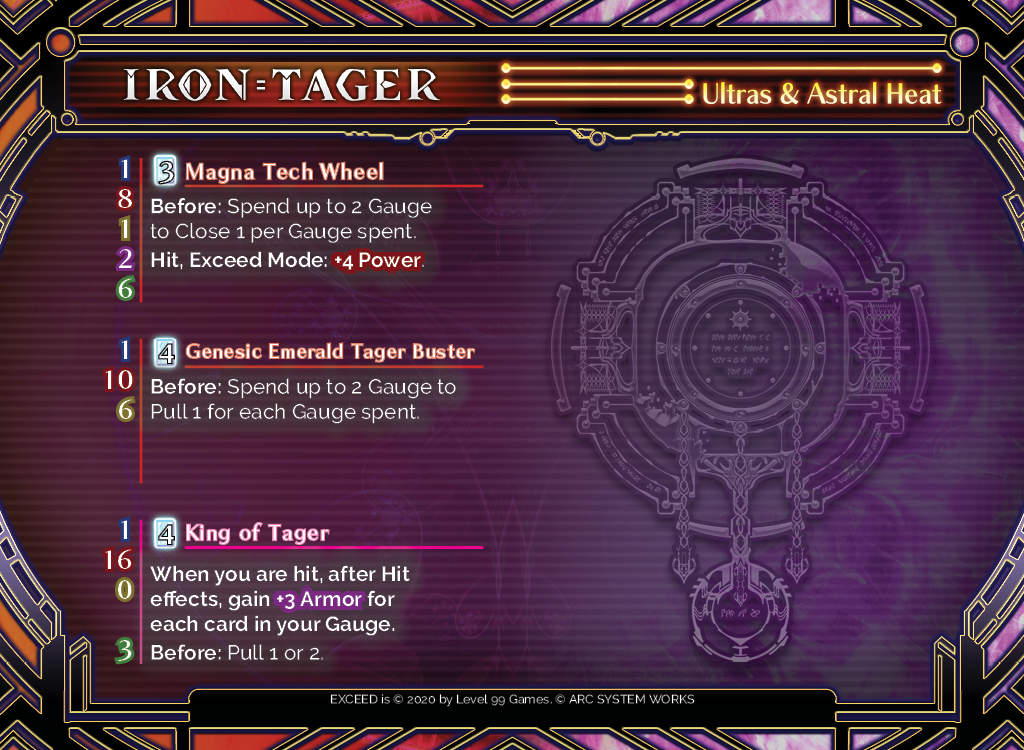 IRON=TAGER
Ultras & Astral Heat
1
3 Magna Tech Wheel
8
Before: Spend up to 2 Gauge
1
to Close 1 per Gauge spent.
2
Hit, Exceed Mode: +4 Power.
6
1
4 Genesic Emerald Tager Buster
10
Before: Spend up to 2 Gauge to
6
Pull 1 for each Gauge spent.
1
4 King of Tager
16
When you are hit, after Hit
0
effects, gain +3 Armor for
each card in your Gauge.
3
Before: Pull 1 or 2.
EXCEED is © 2020 by Level 99 Games. © ARC SYSTEM WORKS